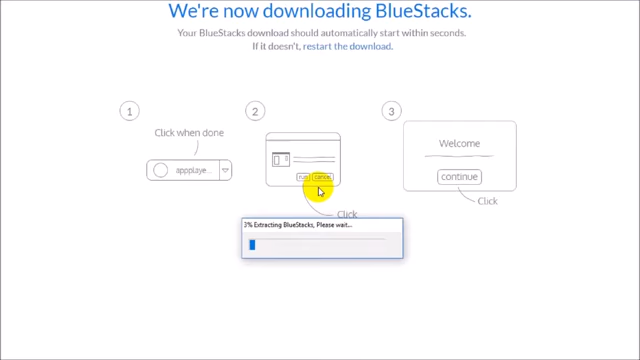 We're now downloading BlueStacks.
Your BlueStacks download should automatically start within seconds.
If it doesn't, restart the download.
1
2
3
Click when done
appplaye...
run cancel
Click
Welcome
continue
Click
3% Extracting BlueStacks, Please wait...